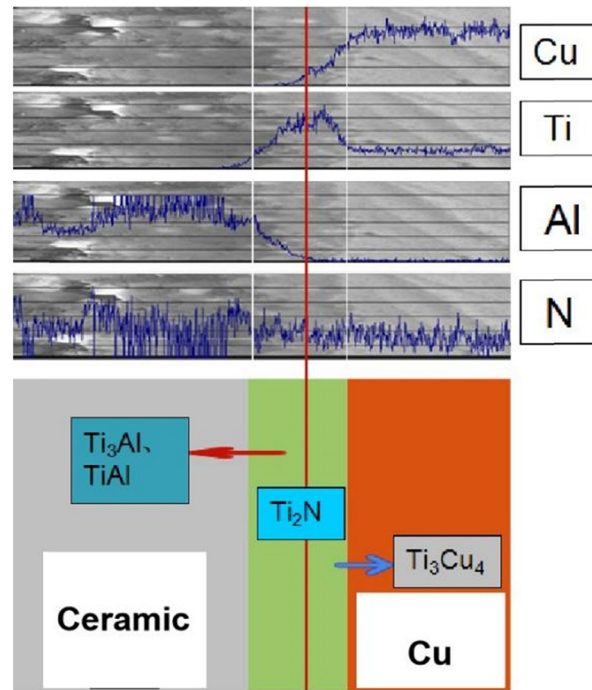 Cu
Ti
Al
N
Ti₃Al、
TiAl
Ti₂N
Ti₃Cu₄
Ceramic
Cu